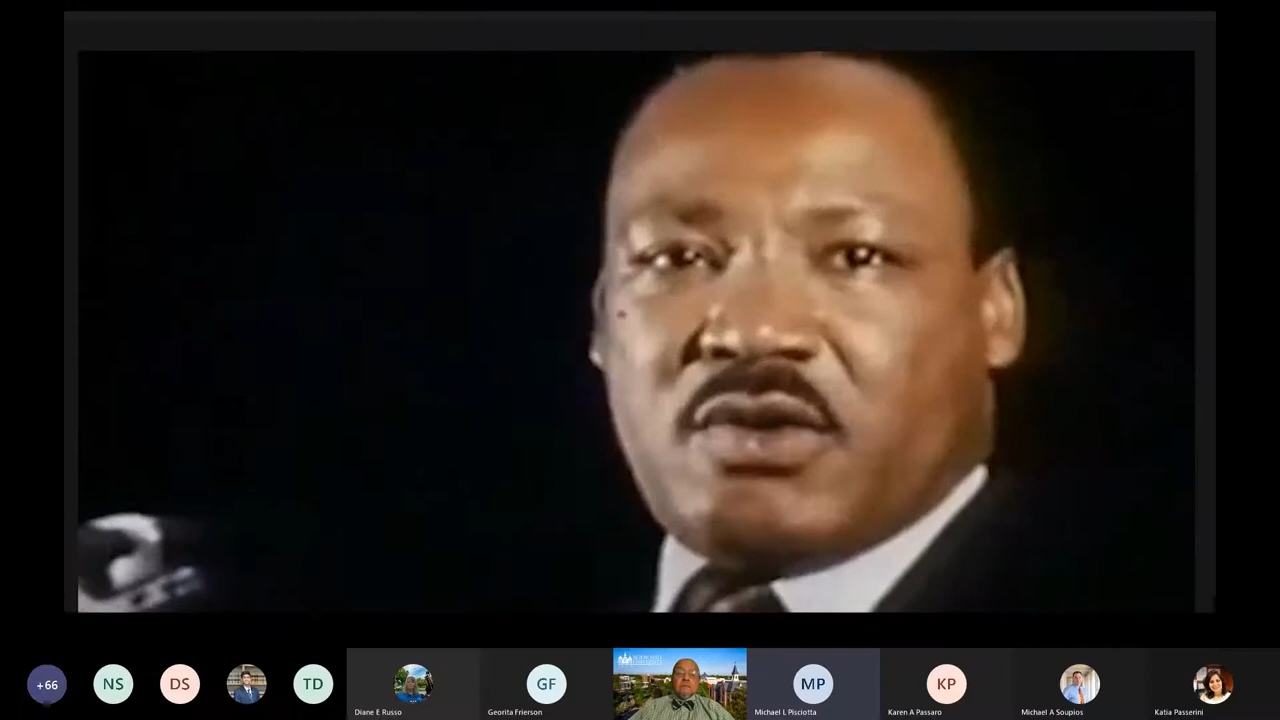 +66
NS
DS
TD
GF
MP
KP
Diane E Russo
Georita Frierson
Michael L Pisciotta
Karen A Passaro
Michael A Soupios
Katia Passerini